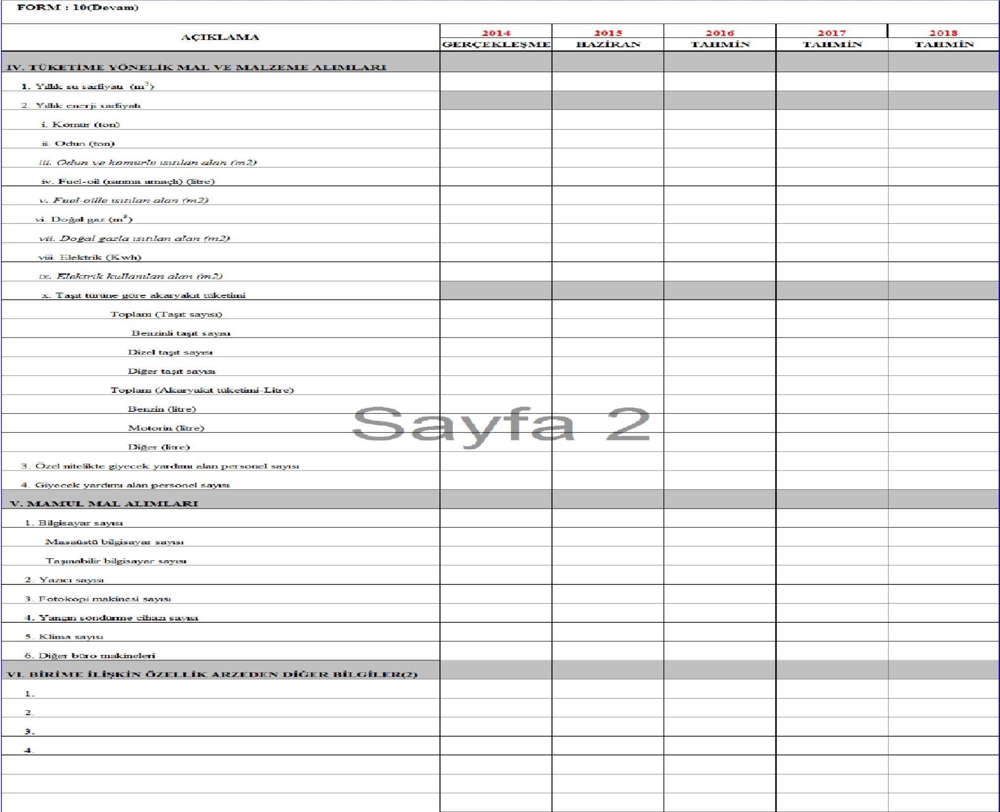 FORM : 10(Devam)
AÇIKLAMA
2014 2015 2016 2017 2018
GERÇEKLEŞME HAZİRAN TAHMİN TAHMİN TAHMİN
IV. TÜKETİME YÖNELİK MAL VE MALZEME ALIMLARI
1. Yıllık su sarfiyatı (m³)
2. Yıllık enerji sarfiyatı
i. Kömür (ton)
ii. Odun (ton)
iii. Odun ve kömürle ısıtılan alan (m2)
iv. Fuel-oil (ısınma amaçlı) (litre)
v. Fuel-oille ısıtılan alan (m2)
vi. Doğal gaz (m³)
vii. Doğal gazla ısıtılan alan (m2)
viii. Elektrik (Kwh)
ix. Elektrik kullanılan alan (m2)
x. Taşıt türüne göre akaryakıt tüketimi
Toplam (Taşıt sayısı)
Benzinli taşıt sayısı
Dizel taşıt sayısı
Diğer taşıt sayısı
Toplam (Akaryakıt tüketimi-Litre)
Benzin (litre)
Motorin (litre)
Sayfa 2
Diğer (litre)
3. Özel nitelikte giyecek yardımı alan personel sayısı
4. Giyecek yardımı alan personel sayısı
V. MAMUL MAL ALIMLARI
1. Bilgisayar sayısı
Masaüstü bilgisayar sayısı
Taşınabilir bilgisayar sayısı
2. Yazıcı sayısı
3. Fotokopi makinesi sayısı
4. Yangın söndürme cihazı sayısı
5. Klima sayısı
6. Diğer büro makineleri
VI. BİRİME İLİŞKİN ÖZELLİK ARZEDEN DİĞER BİLGİLER(2)
1.
2.
3.
4.